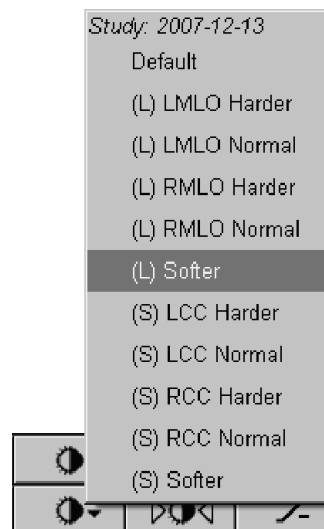 Study: 2007-12-13
Default
(L) LMLO Harder
(L) LMLO Normal
(L) RMLO Harder
(L) RMLO Normal
(L) Softer
(S) LCC Harder
(S) LCC Normal
(S) RCC Harder
(S) RCC Normal
(S) Softer